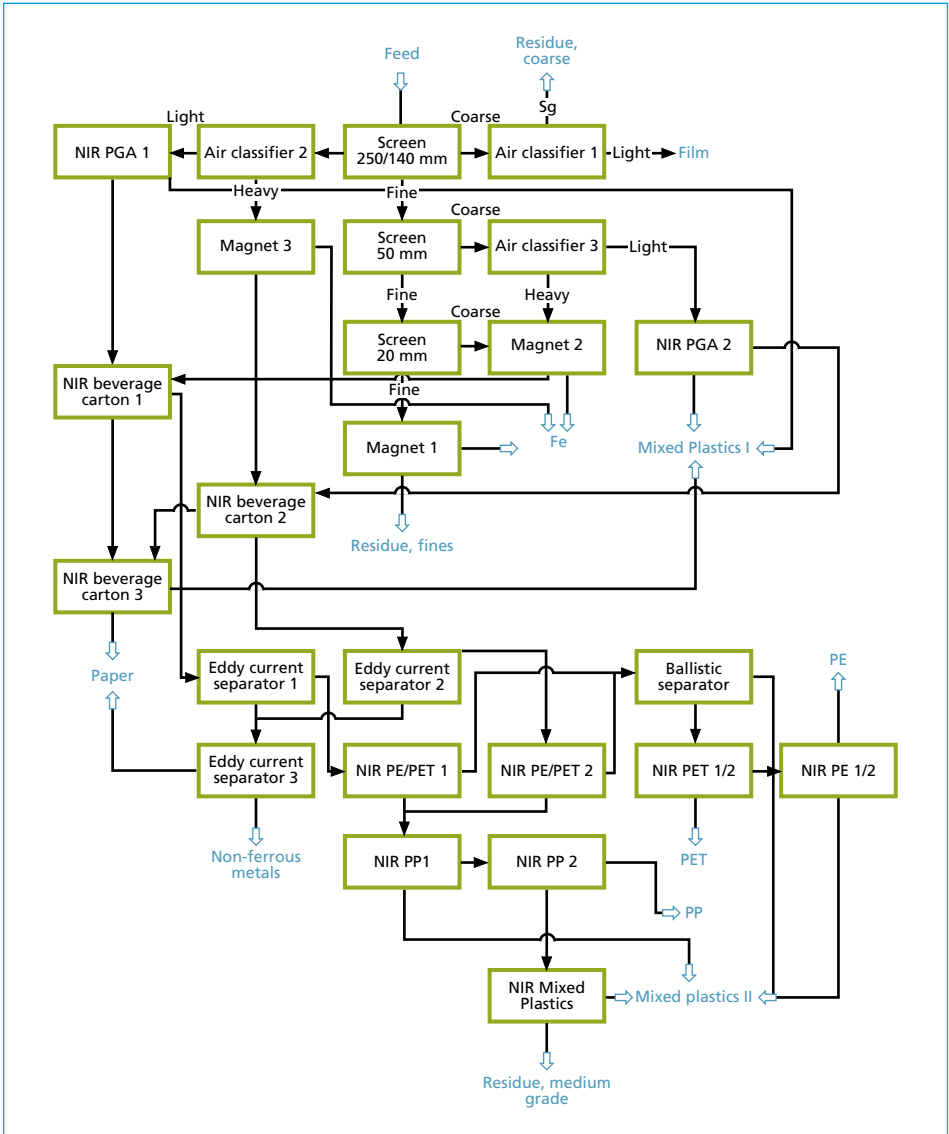 Feed
Residue,
coarse
Sg
Light
Coarse
NIR PGA 1
Air classifier 2
Screen
250/140 mm
Air classifier 1
Light
Film
Heavy
Fine
Coarse
Magnet 3
Screen
50 mm
Air classifier 3
Light
Fine
Heavy
Coarse
Screen
20 mm
Magnet 2
NIR PGA 2
NIR beverage
carton 1
Fine
Magnet 1
Fe
Mixed Plastics I
NIR beverage
carton 2
Residue, fines
NIR beverage
carton 3
Paper
Eddy current
separator 1
Eddy current
separator 2
Ballistic
separator
PE
Eddy current
separator 3
NIR PE/PET 1
NIR PE/PET 2
NIR PET 1/2
NIR PE 1/2
Non-ferrous
metals
NIR PP1
NIR PP 2
PET
PP
NIR Mixed
Plastics
Mixed plastics II
Residue, medium
grade